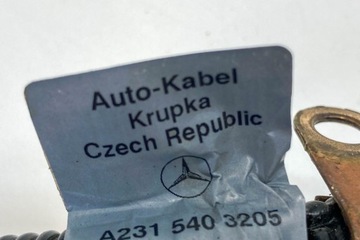 Auto-Kabel
Krupka
Czech Republic
A231 540 3205